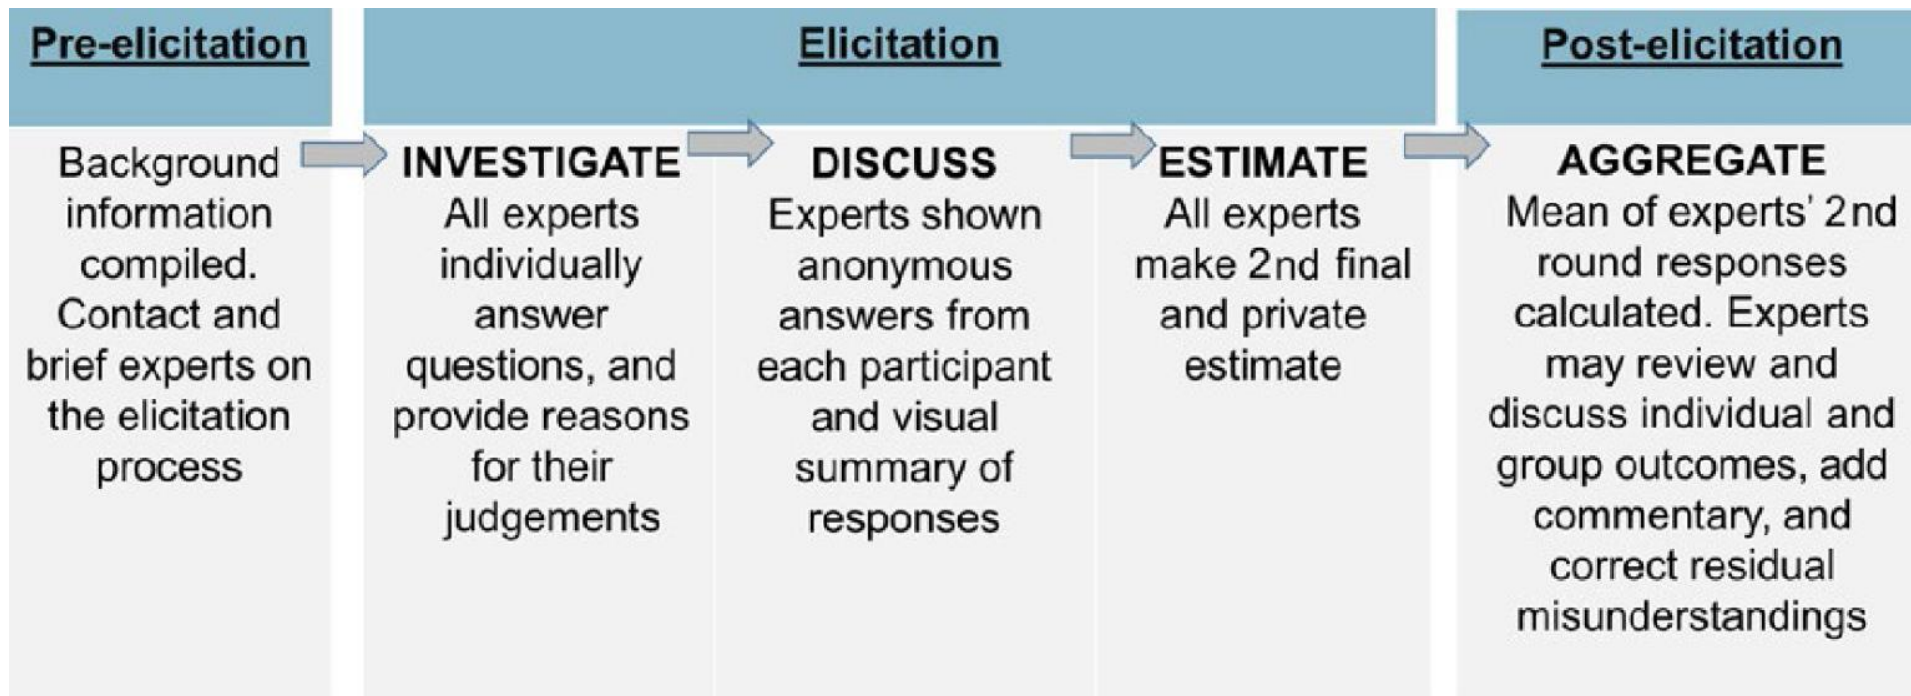 Pre-elicitation
Background
information
compiled.
Contact and
brief experts on
the elicitation
process
Elicitation
INVESTIGATE
All experts
individually
answer
questions, and
provide reasons
for their
judgements
DISCUSS
Experts shown
anonymous
answers from
each participant
and visual
summary of
responses
ESTIMATE
All experts
make 2nd final
and private
estimate
Post-elicitation
AGGREGATE
Mean of experts’ 2nd
round responses
calculated. Experts
may review and
discuss individual and
group outcomes, add
commentary, and
correct residual
misunderstandings